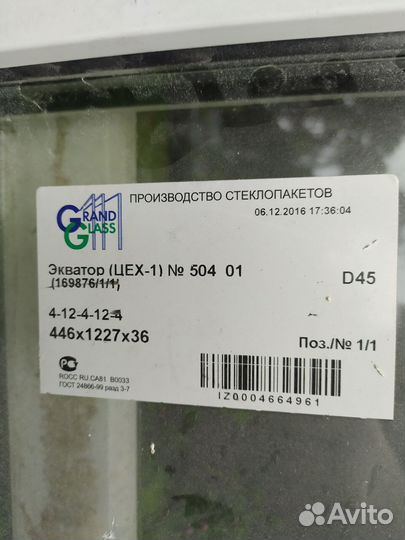 GRAND
GLASS
ПРОИЗВОДСТВО СТЕКЛОПАКЕТОВ
06.12.2016 17:36:04
Экватор (ЦЕХ-1) № 504 01
(169876/1/1)
D45
4-12-4-12-4
446x1227x36
Поз./№ 1/1
РОСС RU.СА81 В0033
ГОСТ 24866-99 разд 3-7
IZ0004664961
Avito